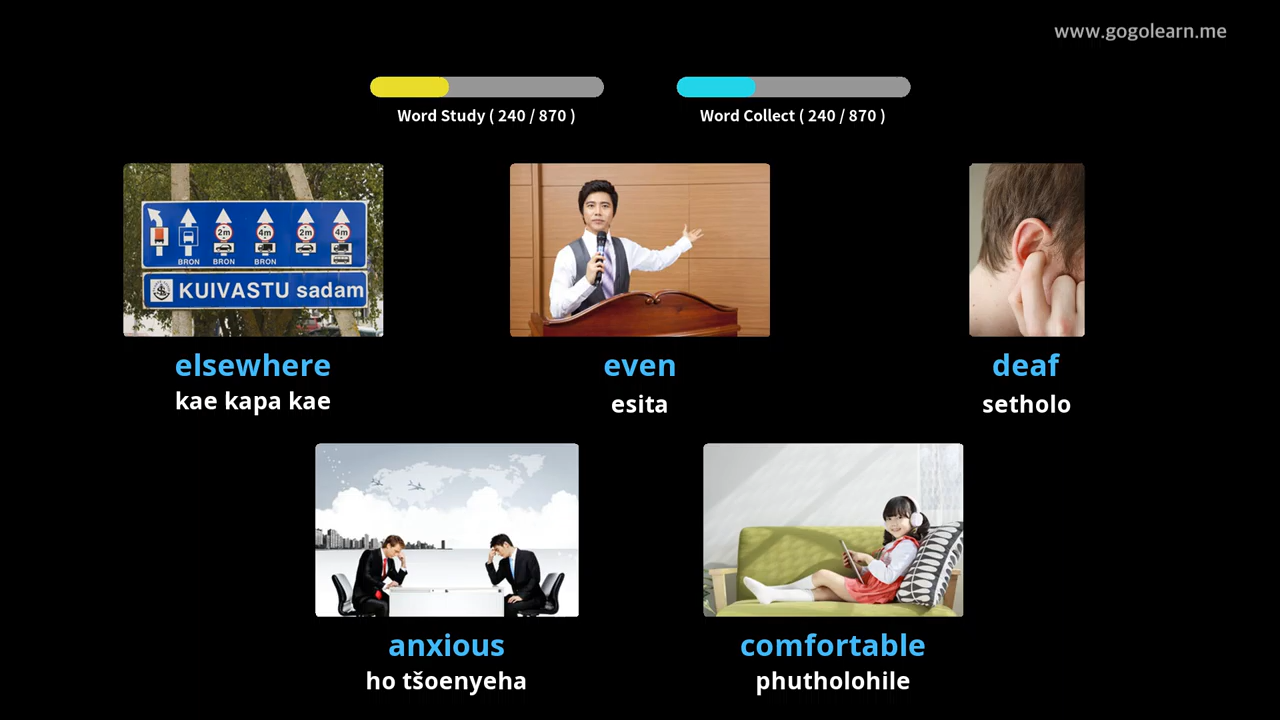 www.gogolearn.me
Word Study ( 240 / 870 )
Word Collect ( 240 / 870 )
2m
4m
2m
4m
BRON
BRON
BRON
KUIVASTU sadam
elsewhere
kae kapa kae
even
esita
deaf
setholo
anxious
ho tšoenyeha
comfortable
phutholohile